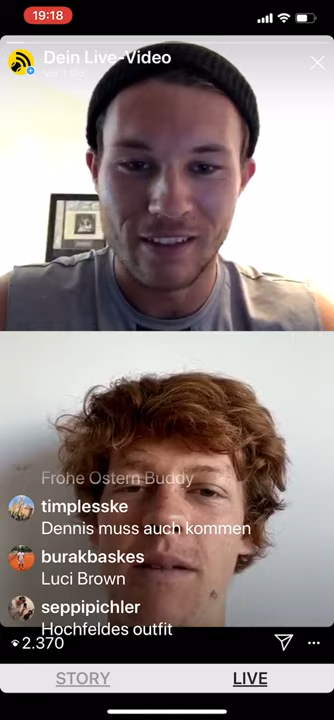 19:18
Dein Live-Video
Frohe Ostern Buddy
timplesske
Dennis muss auch kommen
burakbaskes
Luci Brown
seppipichler
Hochfeldes outfit
2.370
STORY
LIVE